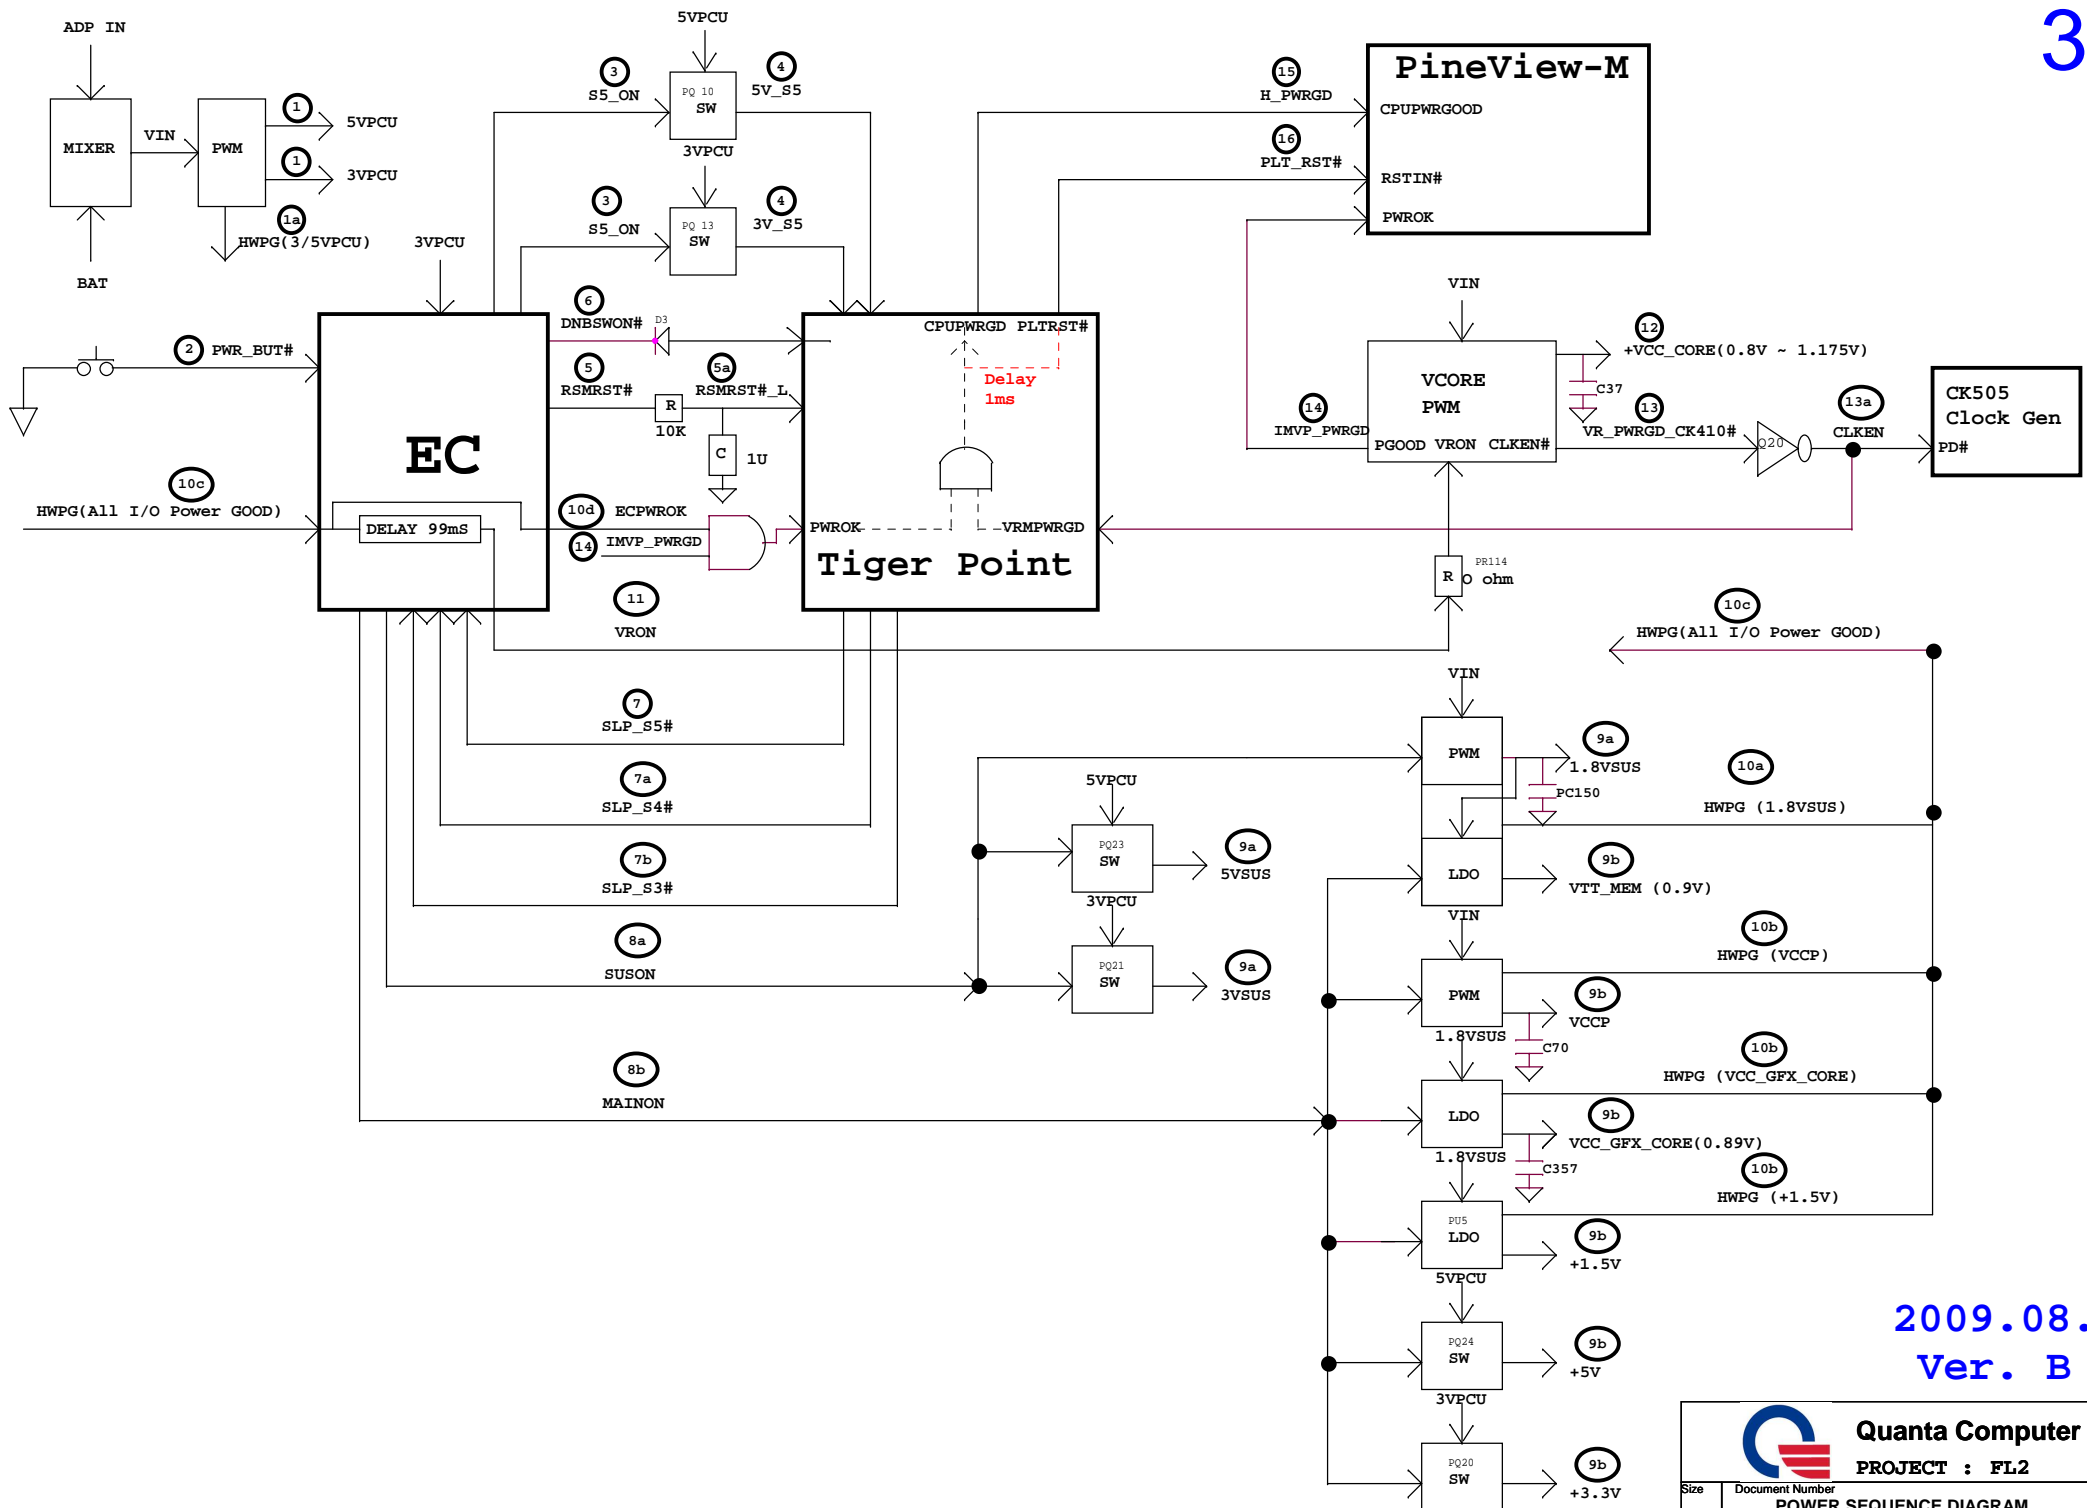 3
ADP IN
MIXER
VIN
PWM
1
5VPCU
1
3VPCU
1a
HWPG(3/5VPCU)
BAT
5VPCU
3
S5_ON
PQ 10
SW
4
5V_S5
3VPCU
3
S5_ON
PQ 13
SW
4
3V_S5
15
H_PWRGD
16
PLT_RST#
PineView-M
CPUPWRGOOD
RSTIN#
PWROK
3VPCU
2 PWR_BUT#
EC
6
DNBSWON#
D3
5
RSMRST#
5a
RSMRST#_L
R
10K
C
1U
10c
HWPG(All I/O Power GOOD)
DELAY 99mS
10d ECPWROK
14 IMVP_PWRGD
11
VRON
CPUPWRGD PLTRST#
Delay
1ms
PWROK
VRMPWRGD
Tiger Point
VIN
VCORE
PWM
PGOOD VRON CLKEN#
14
IMVP_PWRGD
12
+VCC_CORE(0.8V ~ 1.175V)
C37
13
VR_PWRGD_CK410#
Q20
13a
CLKEN
CK505
Clock Gen
PD#
PR114
R
0 ohm
10c
HWPG(All I/O Power GOOD)
7
SLP_S5#
7a
SLP_S4#
7b
SLP_S3#
8a
SUSON
8b
MAINON
5VPCU
PQ23
SW
9a
5VSUS
3VPCU
PQ21
SW
9a
3VSUS
VIN
PWM
9a
1.8VSUS
PC150
10a
HWPG (1.8VSUS)
LDO
9b
VTT_MEM (0.9V)
VIN
PWM
10b
HWPG (VCCP)
9b
VCCP
C70
1.8VSUS
LDO
10b
HWPG (VCC_GFX_CORE)
9b
VCC_GFX_CORE(0.89V)
C357
1.8VSUS
PU5
LDO
10b
HWPG (+1.5V)
9b
+1.5V
5VPCU
PQ24
SW
9b
+5V
3VPCU
PQ20
SW
9b
+3.3V
2009.08.
Ver. B
Quanta Computer
PROJECT : FL2
Size
Document Number
POWER SEQUENCE DIAGRAM